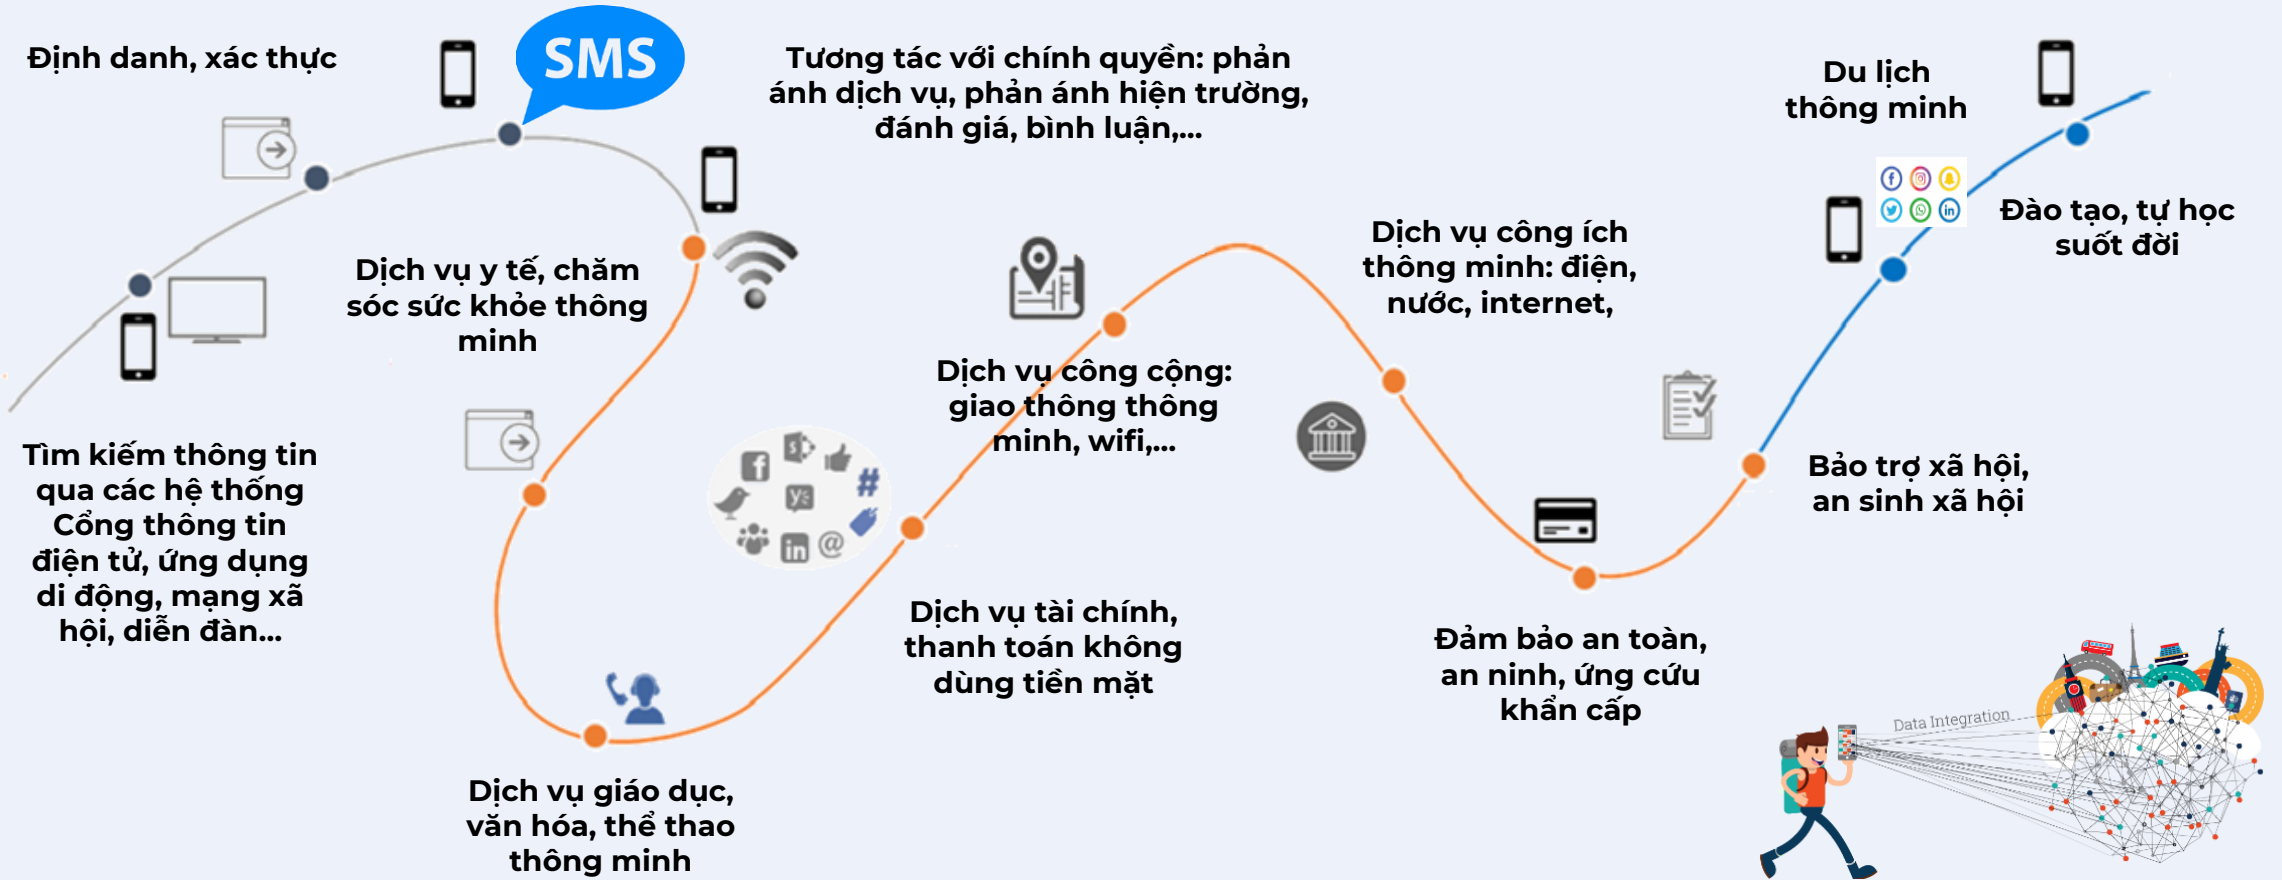 Định danh, xác thực
SMS
Tương tác với chính quyền: phản
ánh dịch vụ, phản ánh hiện trường,
đánh giá, bình luận,...
Du lịch
thông minh
Đào tạo, tự học
suốt đời
Dịch vụ y tế, chăm
sóc sức khỏe thông
minh
Dịch vụ công ích
thông minh: điện,
nước, internet,
Dịch vụ công cộng:
giao thông thông
minh, wifi,...
Tìm kiếm thông tin
qua các hệ thống
Cổng thông tin
điện tử, ứng dụng
di động, mạng xã
hội, diễn đàn...
Bảo trợ xã hội,
an sinh xã hội
Dịch vụ tài chính,
thanh toán không
dùng tiền mặt
Đảm bảo an toàn,
an ninh, ứng cứu
khẩn cấp
Data Integration
Dịch vụ giáo dục,
văn hóa, thể thao
thông minh